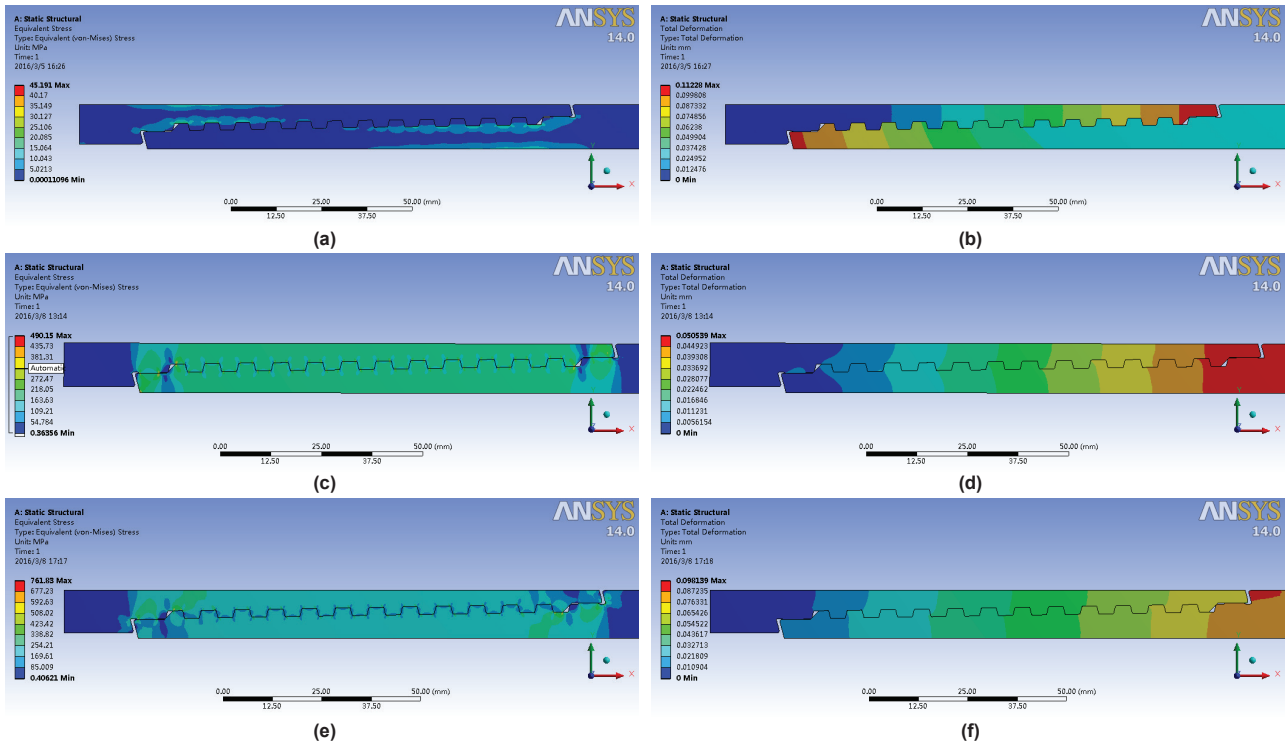 A: Static Structural
Equivalent Stress
Type: Equivalent (von-Mises) Stress
Unit: MPa
Time: 1
2016/3/5 16:26
45.191 Max
40.17
35.149
30.127
25.106
20.085
15.064
10.043
5.0213
0.00011096 Min
ANSYS
14.0
Y
X
0.00 25.00 50.00 (mm)
12.50 37.50
(a)
A: Static Structural
Total Deformation
Type: Total Deformation
Unit: mm
Time: 1
2016/3/5 16:27
0.11228 Max
0.099808
0.087332
0.074856
0.06238
0.049904
0.037428
0.024952
0.012476
0 Min
ANSYS
14.0
Y
X
0.00 25.00 50.00 (mm)
12.50 37.50
(b)
A: Static Structural
Equivalent Stress
Type: Equivalent (von-Mises) Stress
Unit: MPa
Time: 1
2016/3/8 13:14
490.15 Max
435.73
381.31
Automatic
272.47
218.05
163.63
109.21
54.784
0.36356 Min
ANSYS
14.0
Y
X
0.00 25.00 50.00 (mm)
12.50 37.50
(c)
A: Static Structural
Total Deformation
Type: Total Deformation
Unit: mm
Time: 1
2016/3/8 13:14
0.050539 Max
0.044923
0.039308
0.033692
0.028077
0.022462
0.016846
0.011231
0.0056154
0 Min
ANSYS
14.0
Y
X
0.00 25.00 50.00 (mm)
12.50 37.50
(d)
A: Static Structural
Equivalent Stress
Type: Equivalent (von-Mises) Stress
Unit: MPa
Time: 1
2016/3/8 17:17
761.83 Max
677.23
592.63
508.02
423.42
338.82
254.21
169.61
85.009
0.40621 Min
ANSYS
14.0
Y
X
0.00 25.00 50.00 (mm)
12.50 37.50
(e)
A: Static Structural
Total Deformation
Type: Total Deformation
Unit: mm
Time: 1
2016/3/8 17:18
0.098139 Max
0.087235
0.076331
0.065426
0.054522
0.043617
0.032713
0.021809
0.010904
0 Min
ANSYS
14.0
Y
X
0.00 25.00 50.00 (mm)
12.50 37.50
(f)